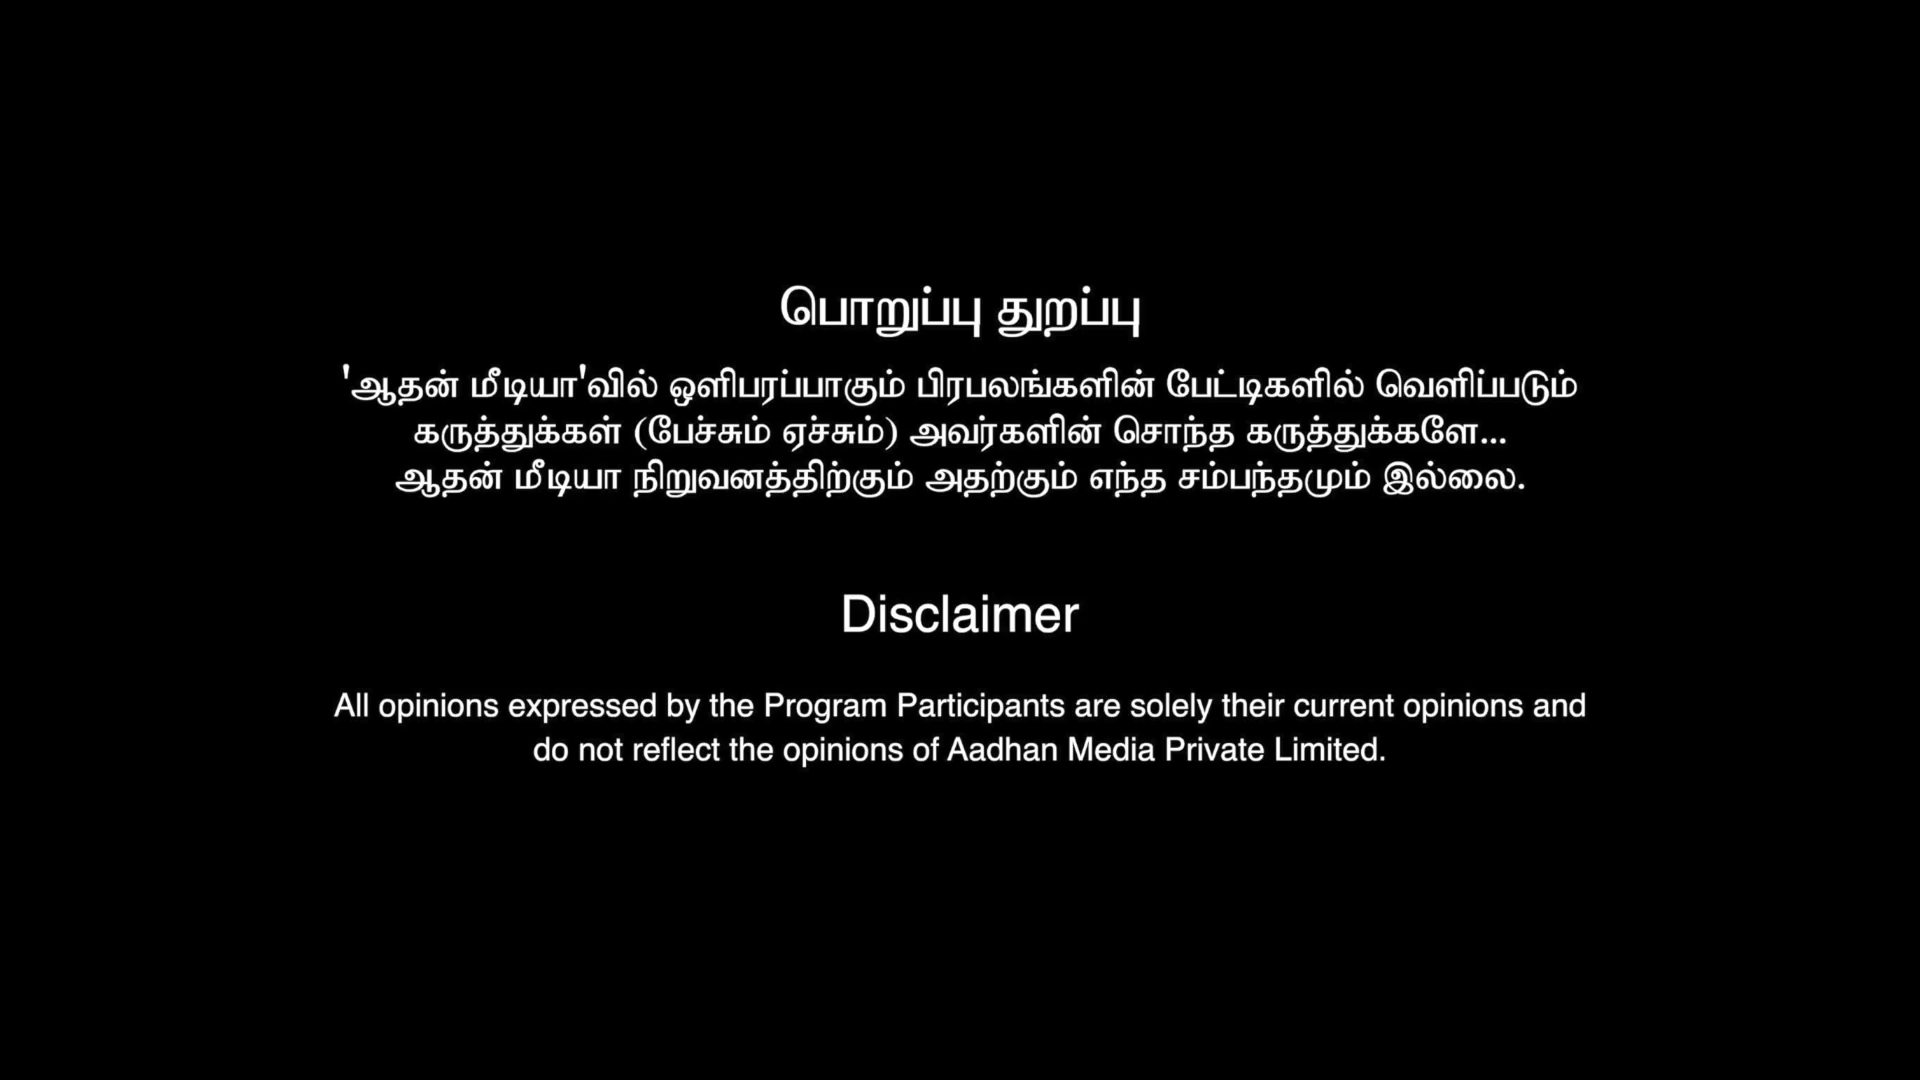 பொறுப்பு துறப்பு
'ஆதன் மீடியா'வில் ஒளிபரப்பாகும் பிரபலங்களின் பேட்டிகளில் வெளிப்படும்
கருத்துக்கள் (பேச்சும் ஏச்சும்) அவர்களின் சொந்த கருத்துக்களே...
ஆதன் மீடியா நிறுவனத்திற்கும் அதற்கும் எந்த சம்பந்தமும் இல்லை.
Disclaimer
All opinions expressed by the Program Participants are solely their current opinions and
do not reflect the opinions of Aadhan Media Private Limited.